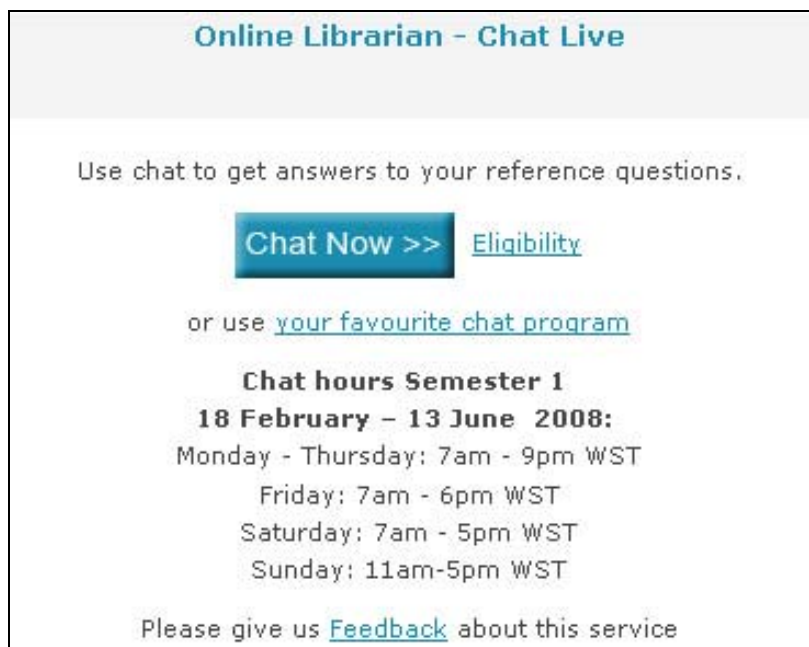 Online Librarian - Chat Live
Use chat to get answers to your reference questions.
Chat Now >> Eligibility
or use your favourite chat program
Chat hours Semester 1
18 February – 13 June 2008:
Monday - Thursday: 7am - 9pm WST
Friday: 7am - 6pm WST
Saturday: 7am - 5pm WST
Sunday: 11am-5pm WST
Please give us Feedback about this service